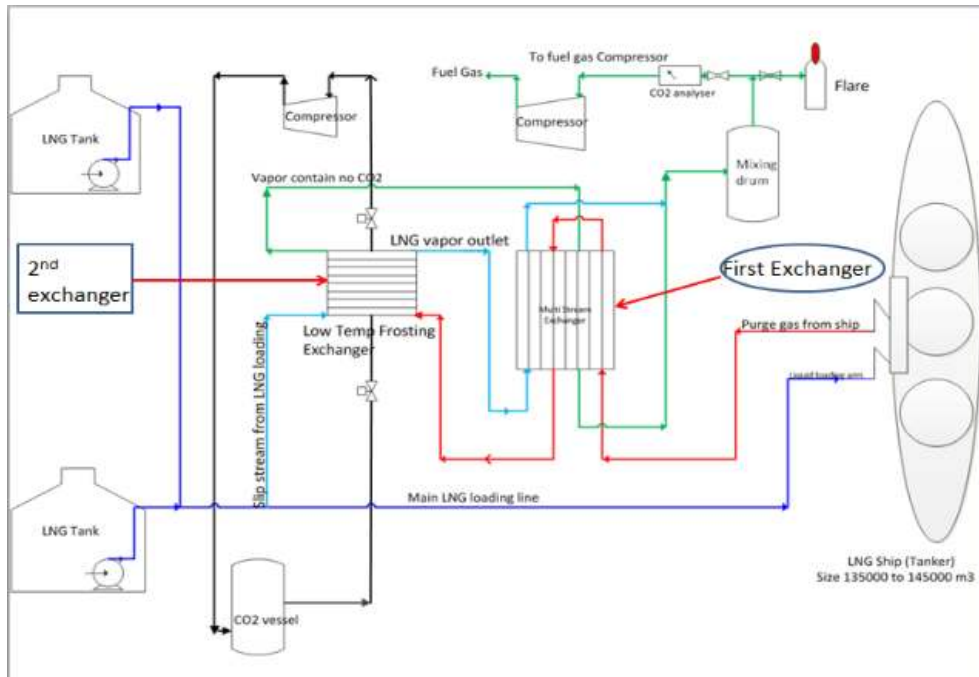 To fuel gas Compressor
Fuel Gas
CO2 analyser
Flare
Compressor
Compressor
LNG Tank
Mixing
drum
Vapor contain no CO2
LNG vapor outlet
2nd
exchanger
First Exchanger
Multi Stream
Exchanger
Low Temp Frosting
Exchanger
Purge gas from ship
Liquid loading arm
Slip stream from LNG loading
Main LNG loading line
LNG Tank
LNG Ship (Tanker)
Size 135000 to 145000 m3
CO2 vessel